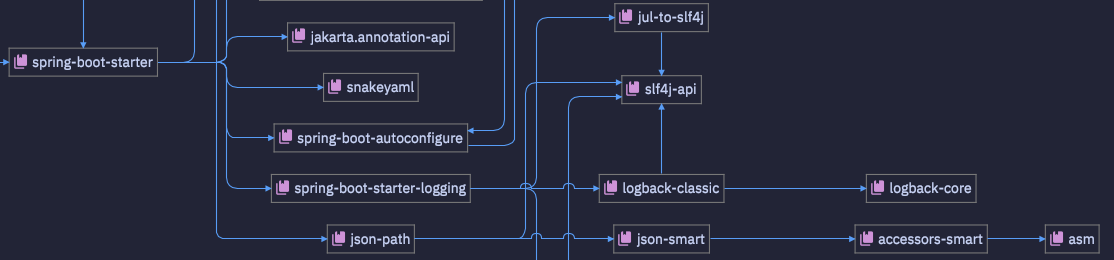 jul-to-slf4j
jakarta.annotation-api
spring-boot-starter
snakeyaml
slf4j-api
spring-boot-autoconfigure
spring-boot-starter-logging
logback-classic
logback-core
json-path
json-smart
accessors-smart
asm